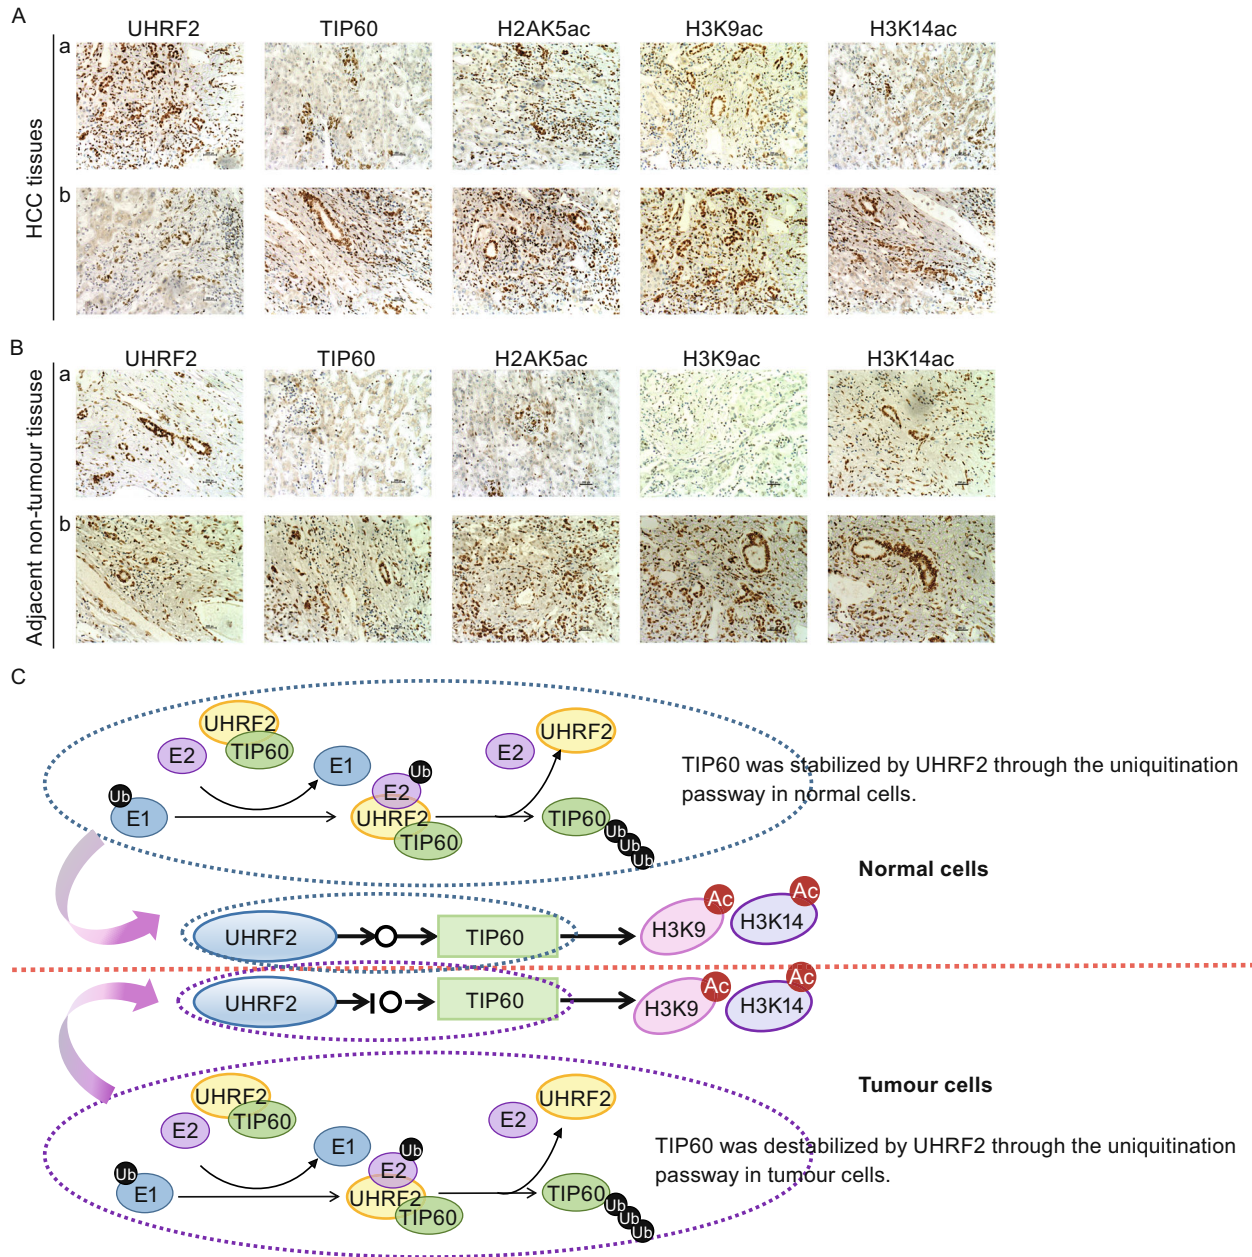 A
UHRF2 TIP60 H2AK5ac H3K9ac H3K14ac
a
HCC tissues
b
B
UHRF2 TIP60 H2AK5ac H3K9ac H3K14ac
a
Adjacent non-tumour tissue
b
C
UHRF2
TIP60
E2
E1
Ub
E1
Ub
E2
UHRF2
TIP60
E2
UHRF2
TIP60
Ub
Ub
Ub
TIP60 was stabilized by UHRF2 through the uniquitination
passway in normal cells.
Normal cells
UHRF2 TIP60 H3K9 Ac H3K14 Ac
UHRF2 TIP60 H3K9 Ac H3K14 Ac
Tumour cells
UHRF2
TIP60
E2
E1
Ub
E1
Ub
E2
UHRF2
TIP60
E2
UHRF2
TIP60
Ub
Ub
Ub
TIP60 was destabilized by UHRF2 through the uniquitination
passway in tumour cells.